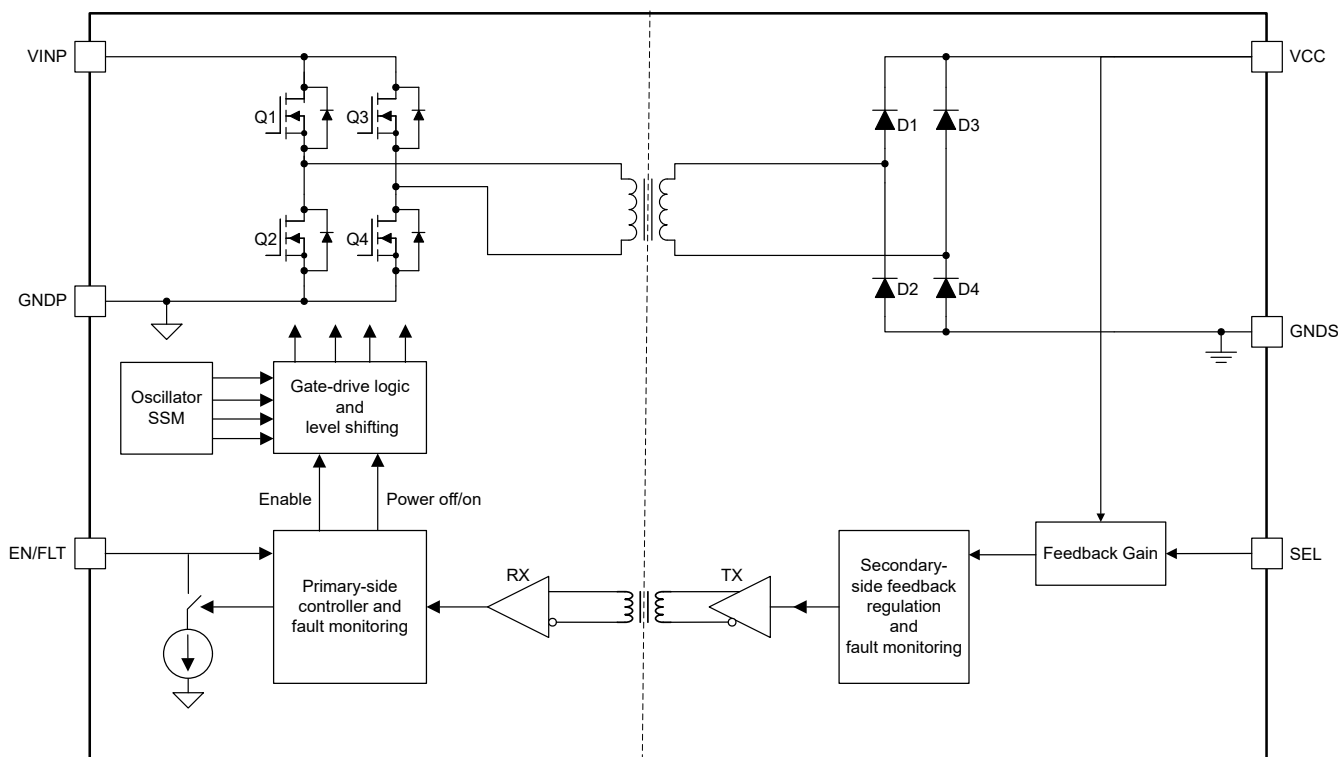 VINP
VCC
Q1
Q3
D1
D3
Q2
Q4
D2
D4
GNDP
GNDS
Oscillator
SSM
Gate-drive logic
and
level shifting
Enable
Power off/on
EN/FLT
SEL
Primary-side
controller and
fault monitoring
RX
TX
Secondary-
side feedback
regulation
and
fault monitoring
Feedback Gain